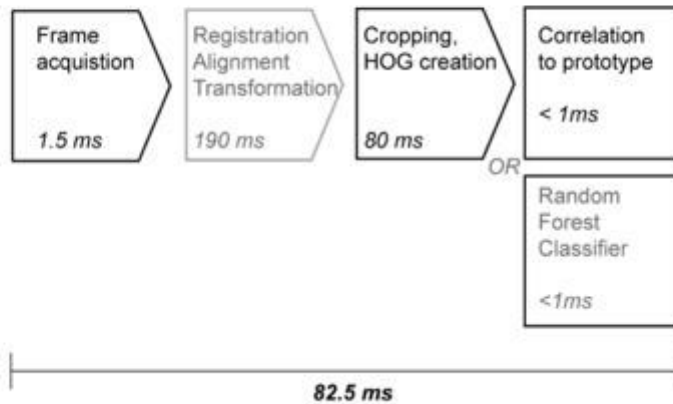 Frame
acquistion
1.5 ms
Registration
Alignment
Transformation
190 ms
Cropping,
HOG creation
80 ms
Correlation
to prototype
< 1ms
OR
Random
Forest
Classifier
<1ms
82.5 ms